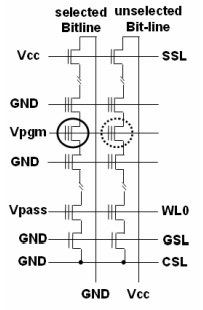 selected unselected
Bitline Bit-line
Vcc SSL
GND
Vpgm
GND
Vpass WL0
GND GSL
GND CSL
GND Vcc